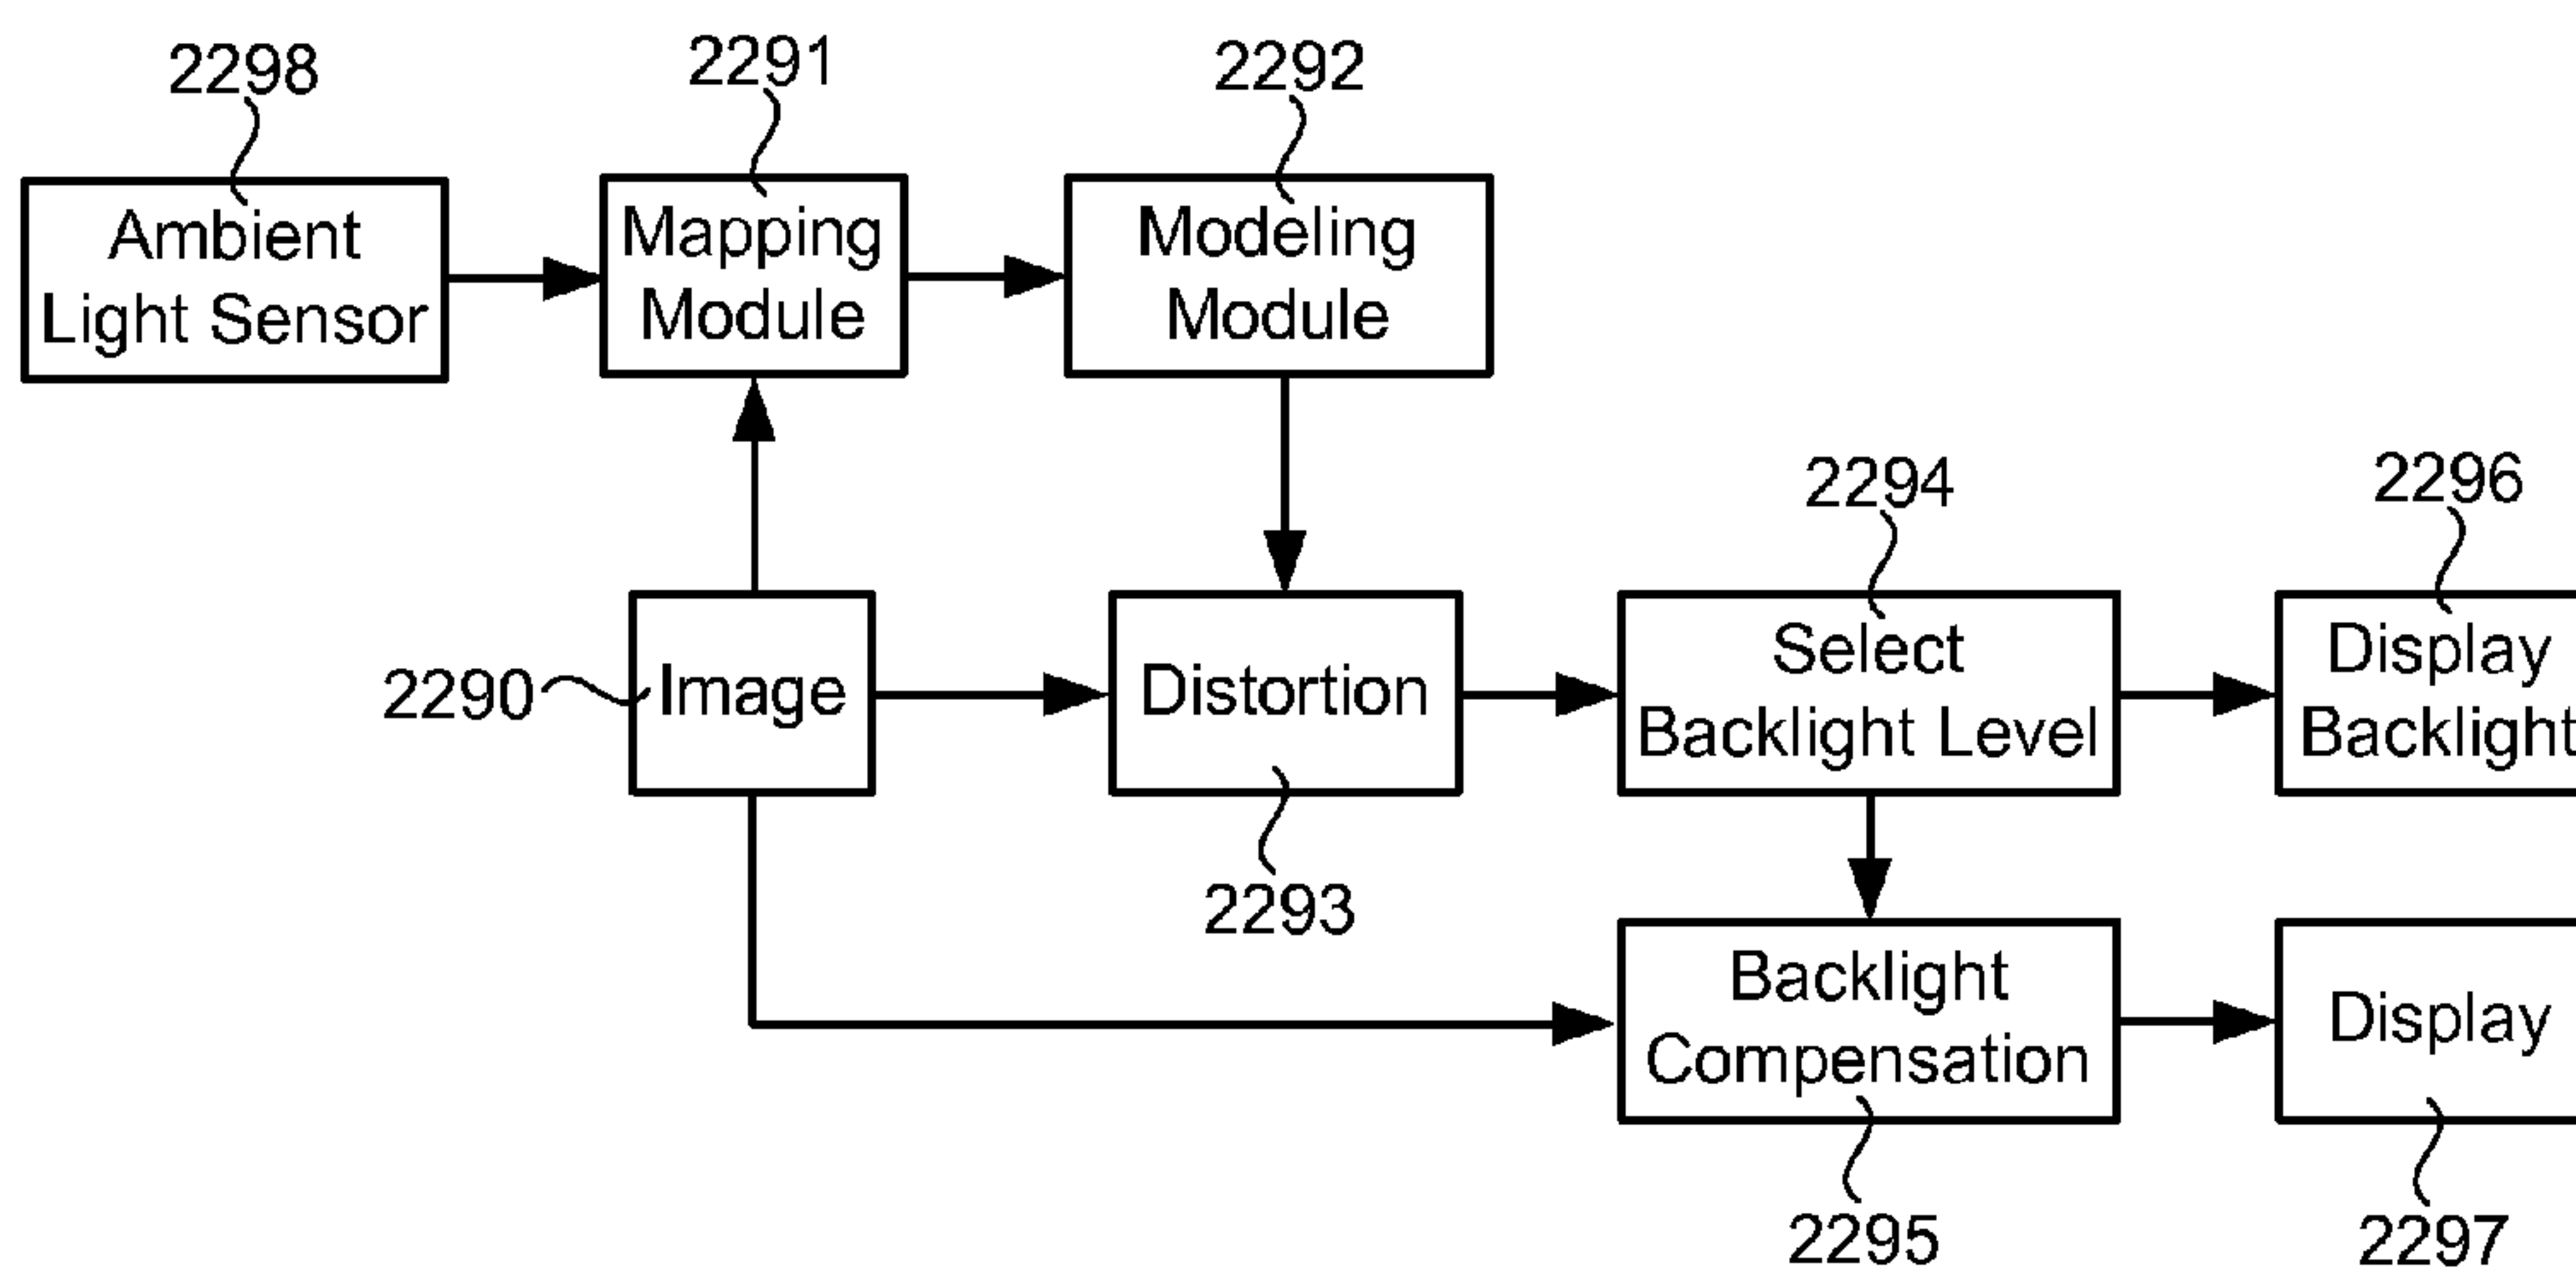 2298
2291
2292
Ambient
Light Sensor
Mapping
Module
Modeling
Module
2294
2296
2290
Image
Distortion
Select
Backlight Level
Display
Backlight
2293
Backlight
Compensation
Display
2295
2297